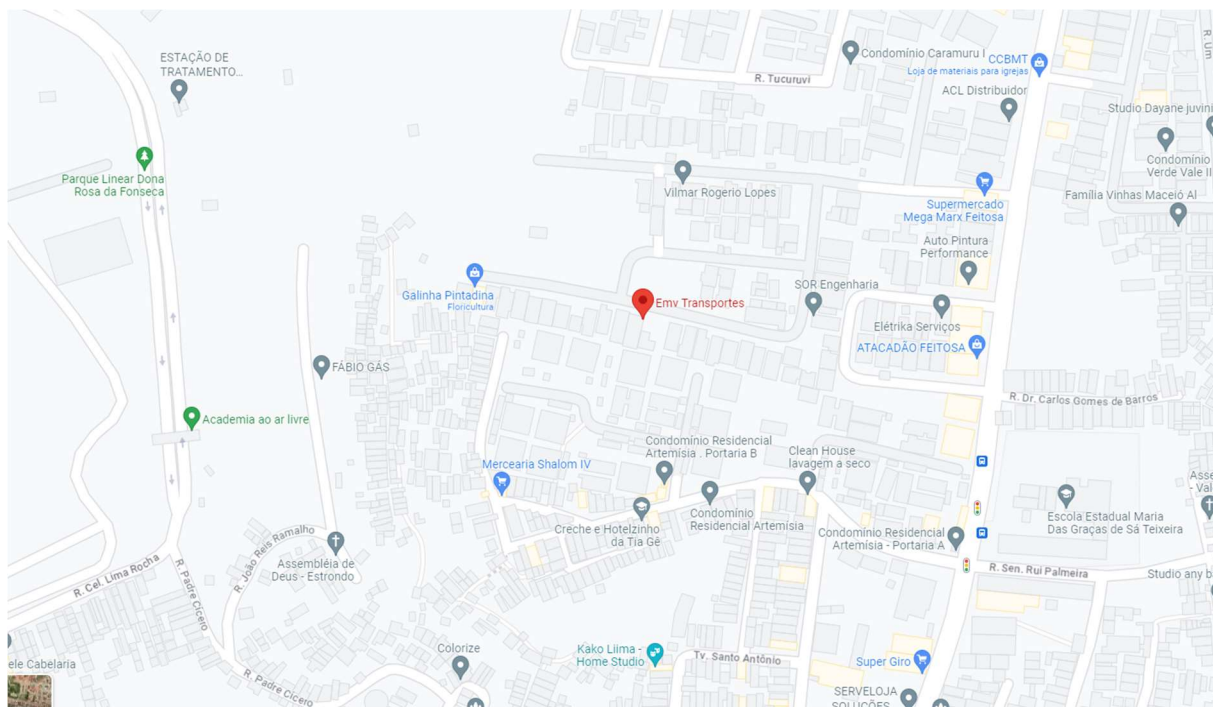 ESTAÇÃO DE
TRATAMENTO...
Condomínio Caramuru I
R. Tucuruvi
CCBMT
Loja de materiais para igrejas
ACL Distribuidor
R. Um
Studio Dayane juvini
Condomínio
Verde Vale II
Parque Linear Dona
Rosa da Fonseca
Vilmar Rogerio Lopes
Supermercado
Mega Marx Feitosa
Família Vinhas Maceió Al
Auto Pintura
Performance
Galinha Pintadina
Floricultura
Emv Transportes
SOR Engenharia
Elétrika Serviços
ATACADÃO FEITOSA
FÁBIO GÁS
R. Dr. Carlos Gomes de Barros
Academia ao ar livre
Condomínio Residencial
Artemísia . Portaria B
Clean House
lavagem a seco
Mercearia Shalom IV
Asse
- Val
Creche e Hotelzinho
da Tia Gê
Condomínio
Residencial Artemísia
Condomínio Residencial
Artemísia - Portaria A
Escola Estadual Maria
Das Graças de Sá Teixeira
R. João Reis Ramalho
Assembléia de
Deus - Estrondo
R. Cel. Lima Rocha
R. Padre Cícero
R. Sen. Rui Palmeira
Studio any b
ele Cabelaria
Colorize
Kako Liima -
Home Studio
Tv. Santo Antônio
Super Giro
R. Padre Cícero
SERVELOJA
SOLUÇÕES